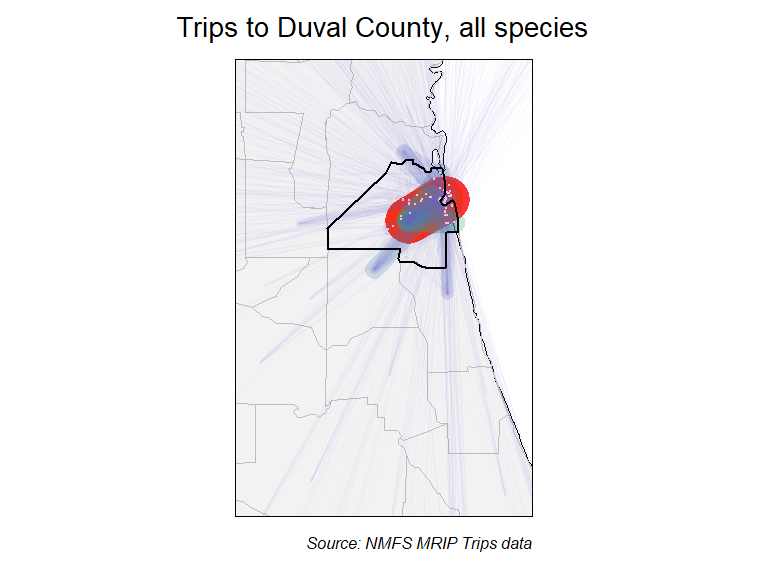 Trips to Duval County, all species
Source: NMFS MRIP Trips data